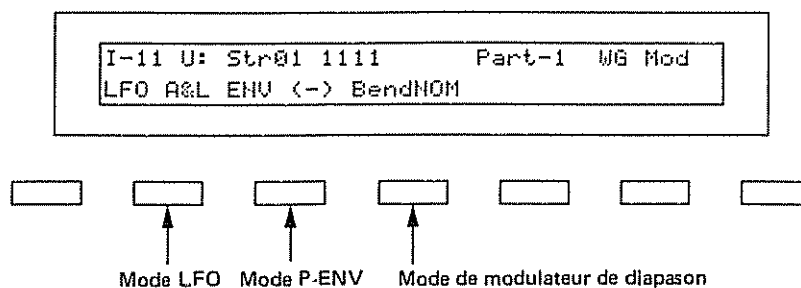 I-11 U: Str01 1111 Part-1 WG Mod
LFO A&L ENV (-) BendNOM
Mode LFO Mode P-ENV Mode de modulateur de diapason